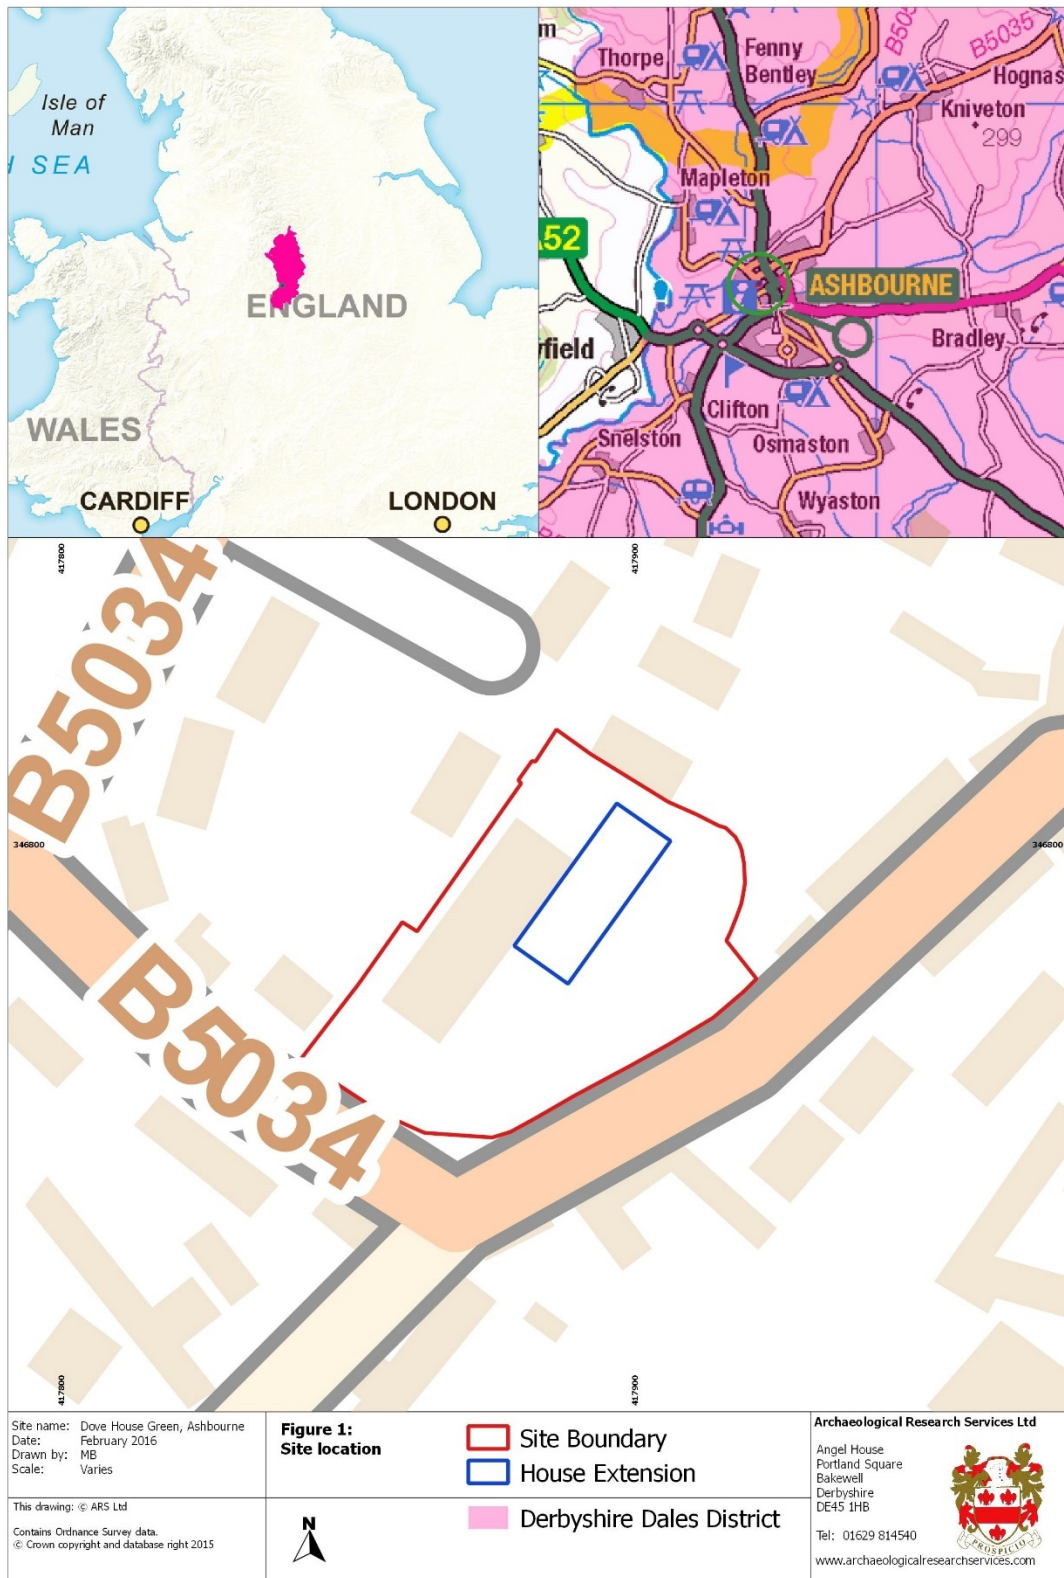 Isle of
Man
SEA
ENGLAND
WALES
CARDIFF
LONDON
Thorpe
Fenny
Bentley
B5035
Hognas
Kniveton
299
Mapleton
A52
ASHBOURNE
Bradley
yfield
Clifton
Snelston
Osmaston
Wyaston
417800
417900
B5034
346800
346800
B5034
417800
417900
Site name: Dove House Green, Ashbourne
Date: February 2016
Drawn by: MB
Scale: Varies
This drawing: © ARS Ltd
Contains Ordnance Survey data.
© Crown copyright and database right 2015
Figure 1:
Site location
N
Site Boundary
House Extension
Derbyshire Dales District
Archaeological Research Services Ltd
Angel House
Portland Square
Bakewell
Derbyshire
DE45 1HB
Tel: 01629 814540
PROSPICIO
www.archaeologicalresearchservices.com